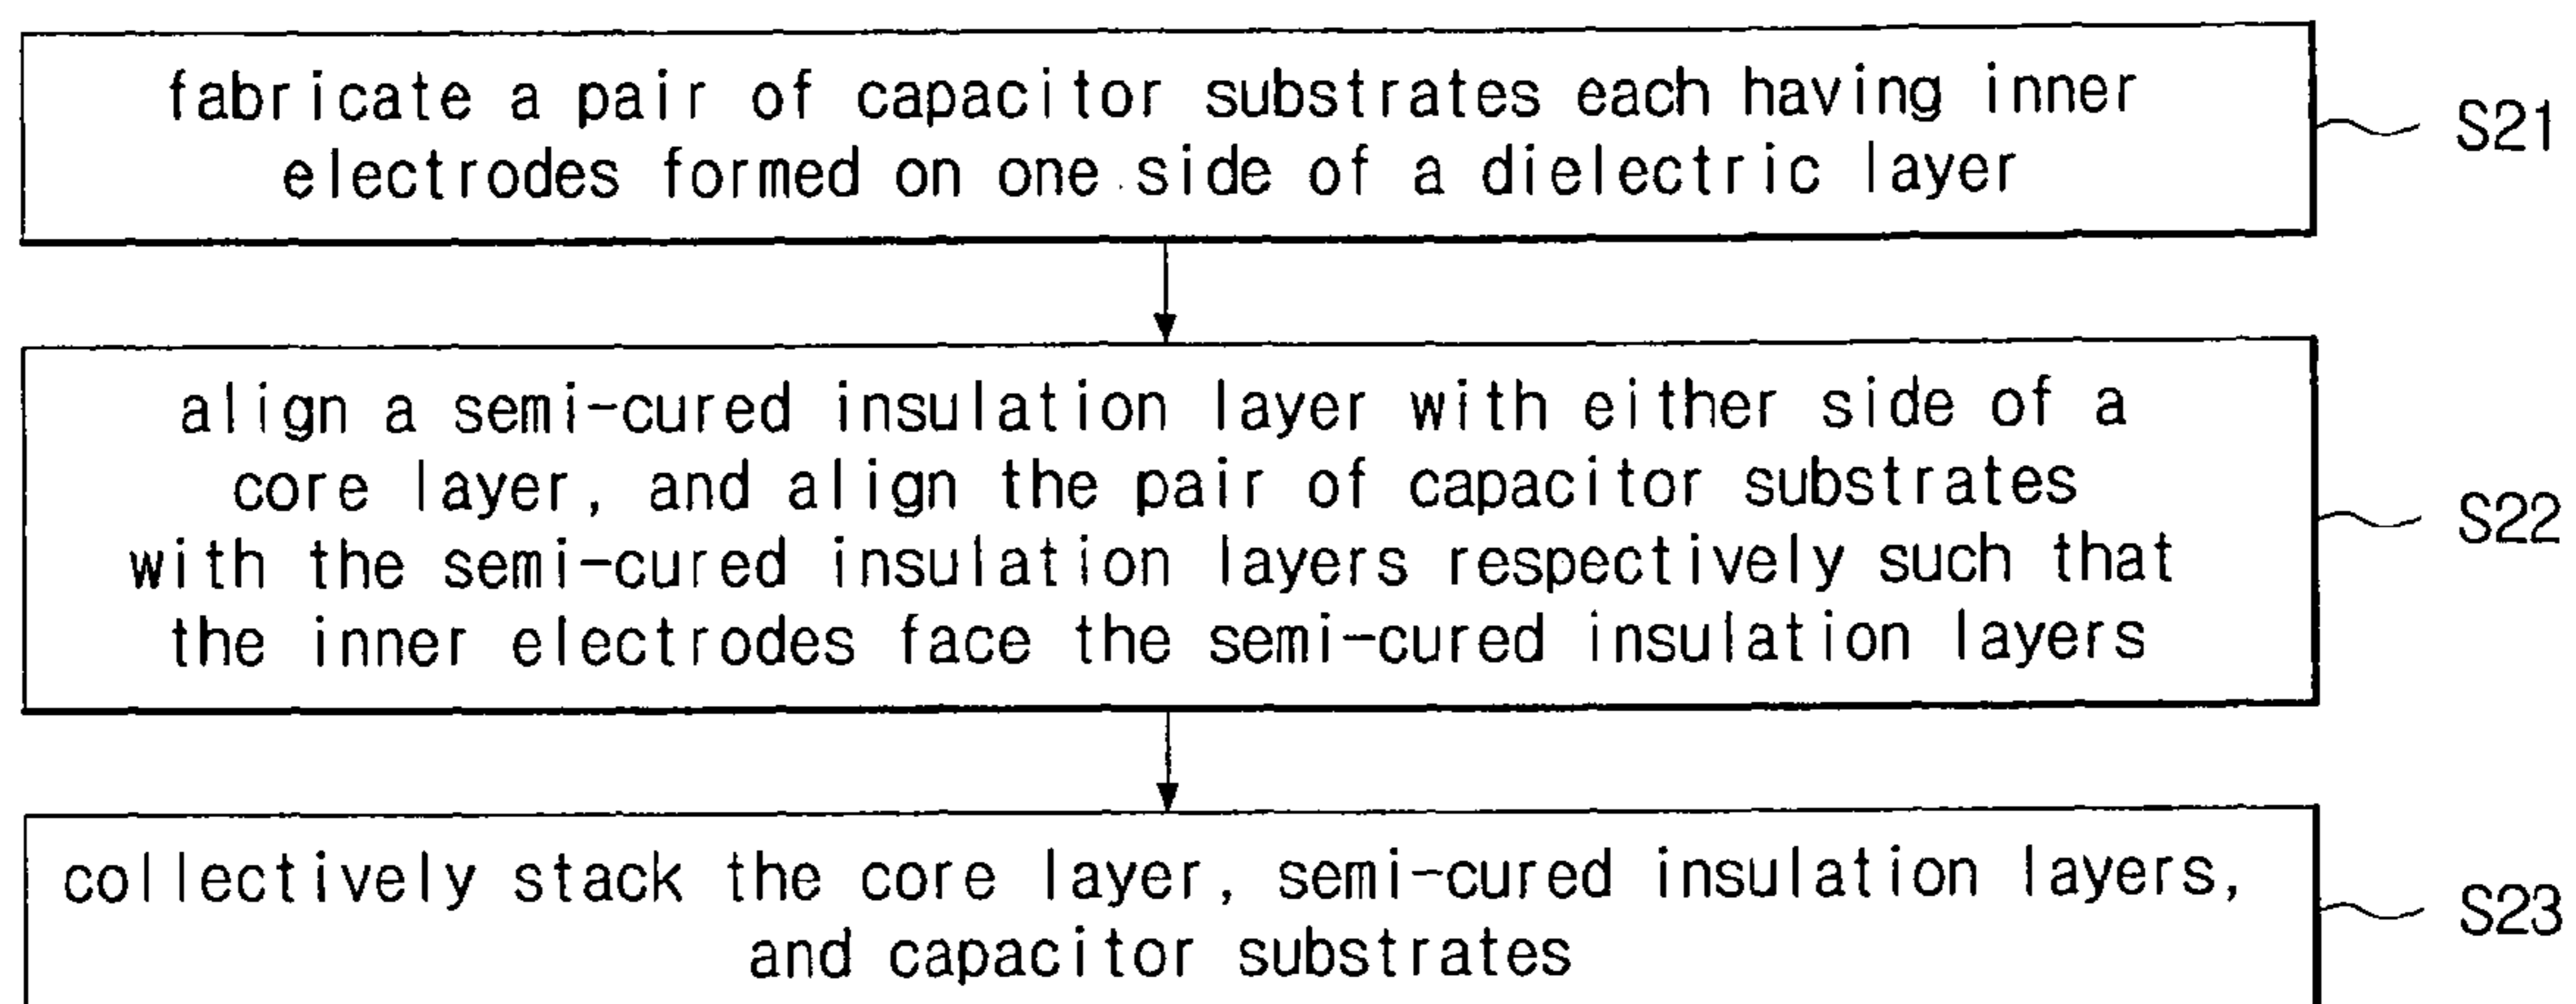 fabricate a pair of capacitor substrates each having inner
electrodes formed on one side of a dielectric layer
S21
align a semi-cured insulation layer with either side of a
core layer, and align the pair of capacitor substrates
with the semi-cured insulation layers respectively such that
the inner electrodes face the semi-cured insulation layers
S22
collectively stack the core layer, semi-cured insulation layers,
and capacitor substrates
S23